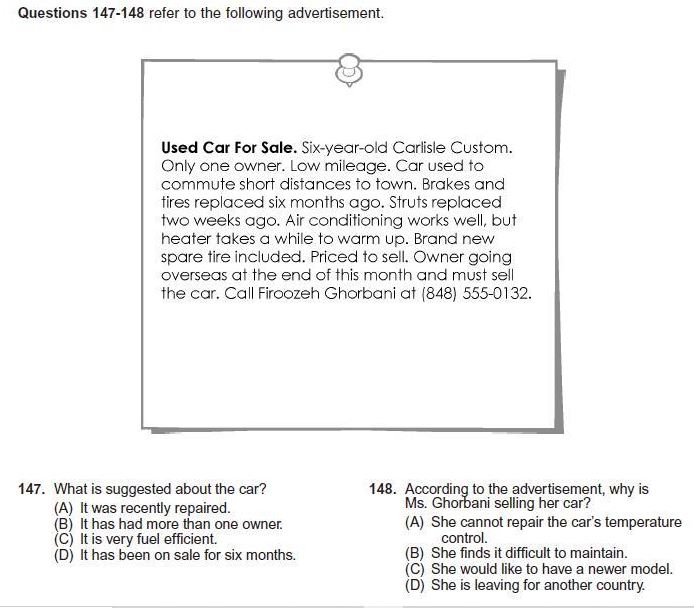 Questions 147-148 refer to the following advertisement.
Used Car For Sale. Six-year-old Carlisle Custom.
Only one owner. Low mileage. Car used to
commute short distances to town. Brakes and
tires replaced six months ago. Struts replaced
two weeks ago. Air conditioning works well, but
heater takes a while to warm up. Brand new
spare tire included. Priced to sell. Owner going
overseas at the end of this month and must sell
the car. Call Firoozeh Ghorbani at (848) 555-0132.
147. What is suggested about the car?
(A) It was recently repaired.
(B) It has had more than one owner.
(C) It is very fuel efficient.
(D) It has been on sale for six months.
148. According to the advertisement, why is
Ms. Ghorbani selling her car?
(A) She cannot repair the car's temperature
control.
(B) She finds it difficult to maintain.
(C) She would like to have a newer model.
(D) She is leaving for another country.